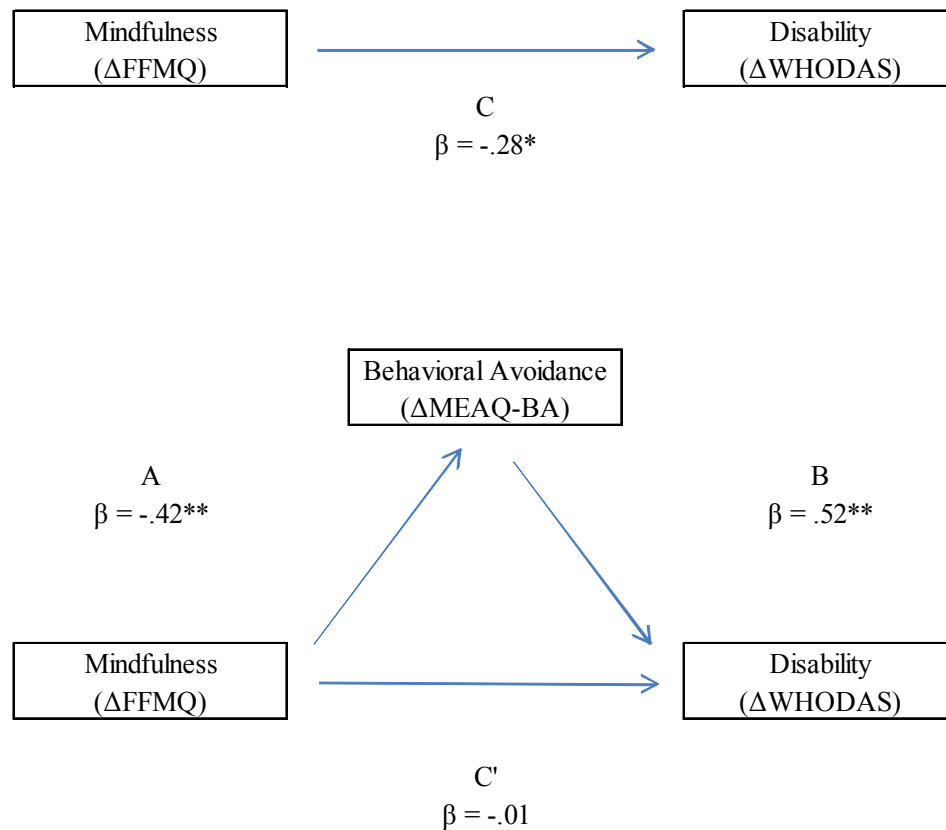 Mindfulness
(ΔFFMQ)
Disability
(ΔWHODAS)
C
β = -.28*
Behavioral Avoidance
(ΔMEAQ-BA)
A
β = -.42**
B
β = .52**
Mindfulness
(ΔFFMQ)
Disability
(ΔWHODAS)
C'
β = -.01